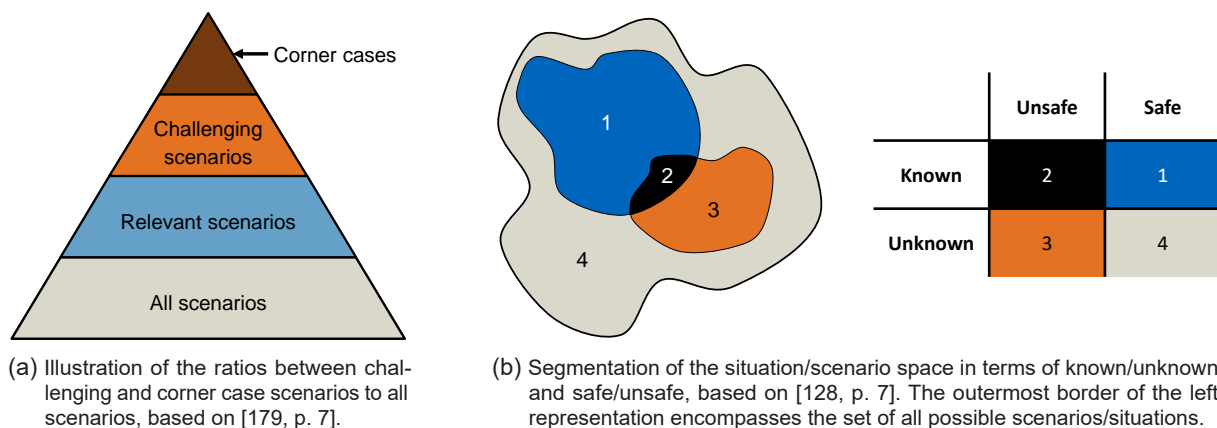 Corner cases
Challenging
scenarios
Relevant scenarios
All scenarios
(a) Illustration of the ratios between chal-
lenging and corner case scenarios to all
scenarios, based on [179, p. 7].
1
2
3
4
Unsafe Safe
Known 2 1
Unknown 3 4
(b) Segmentation of the situation/scenario space in terms of known/unknown
and safe/unsafe, based on [128, p. 7]. The outermost border of the left
representation encompasses the set of all possible scenarios/situations.